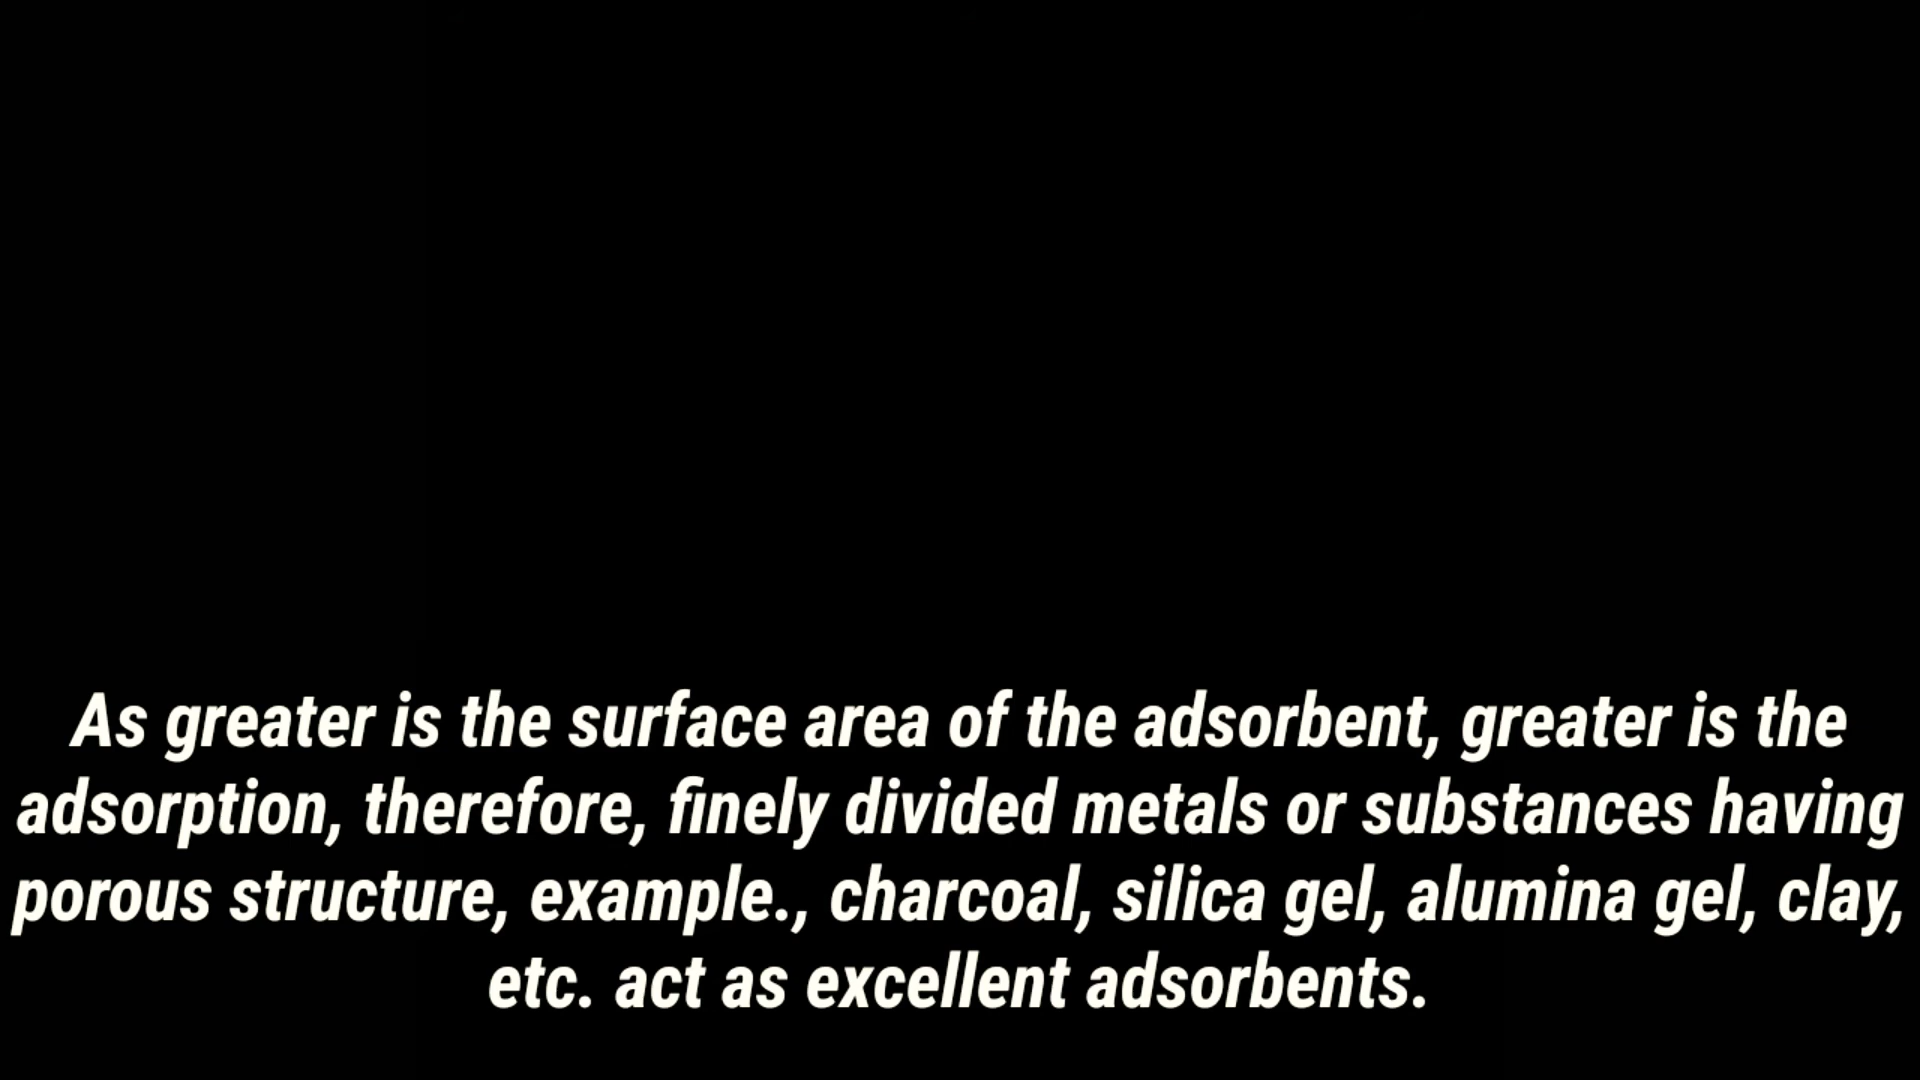 As greater is the surface area of the adsorbent, greater is the
adsorption, therefore, finely divided metals or substances having
porous structure, example., charcoal, silica gel, alumina gel, clay,
etc. act as excellent adsorbents.